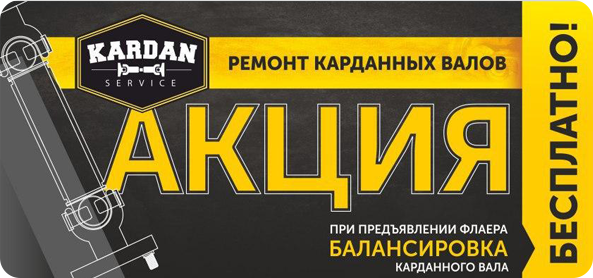 KARDAN
SERVICE
РЕМОНТ КАРДАННЫХ ВАЛОВ
АКЦИЯ
ПРИ ПРЕДЪЯВЛЕНИИ ФЛАЕРА
БАЛАНСИРОВКА
КАРДАННОГО ВАЛА
БЕСПЛАТНО!